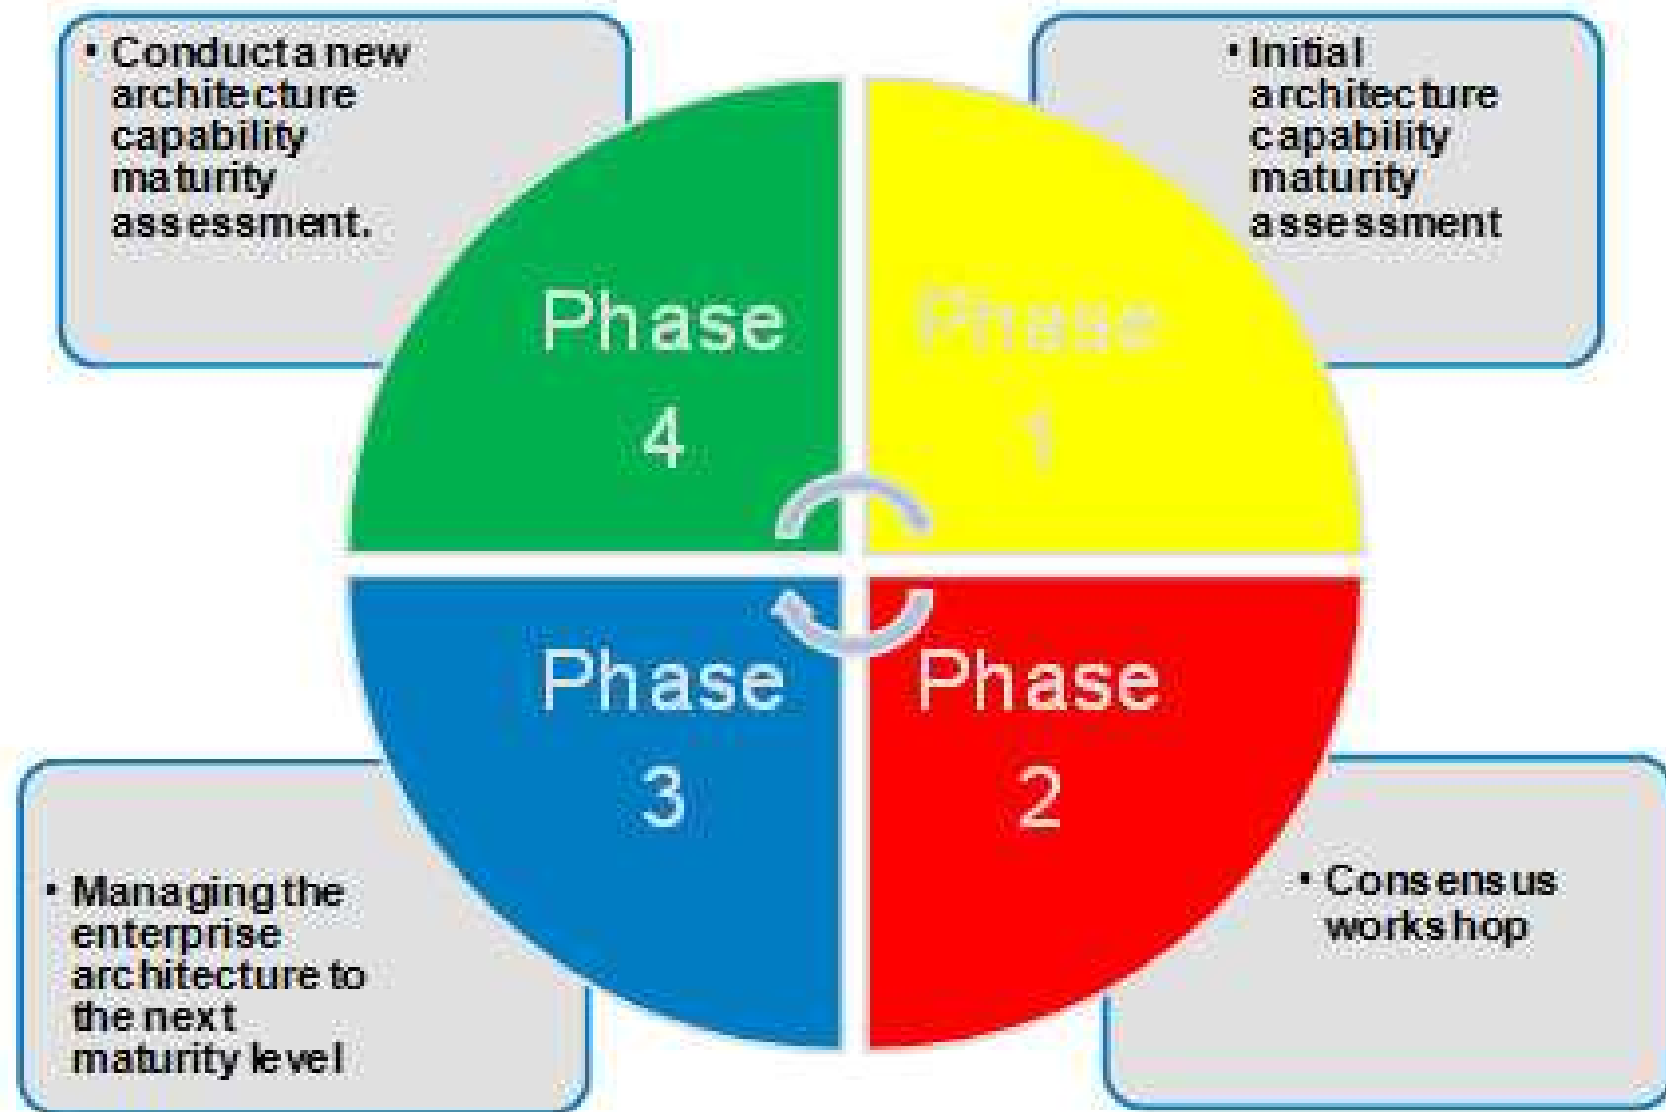 • Conduct a new
architecture
capability
maturity
assessment.
• Initial
architecture
capability
maturity
assessment
Phase
4
Phase
1
Phase
3
Phase
2
• Managing the
enterprise
architecture to
the next
maturity level
• Consensus
workshop